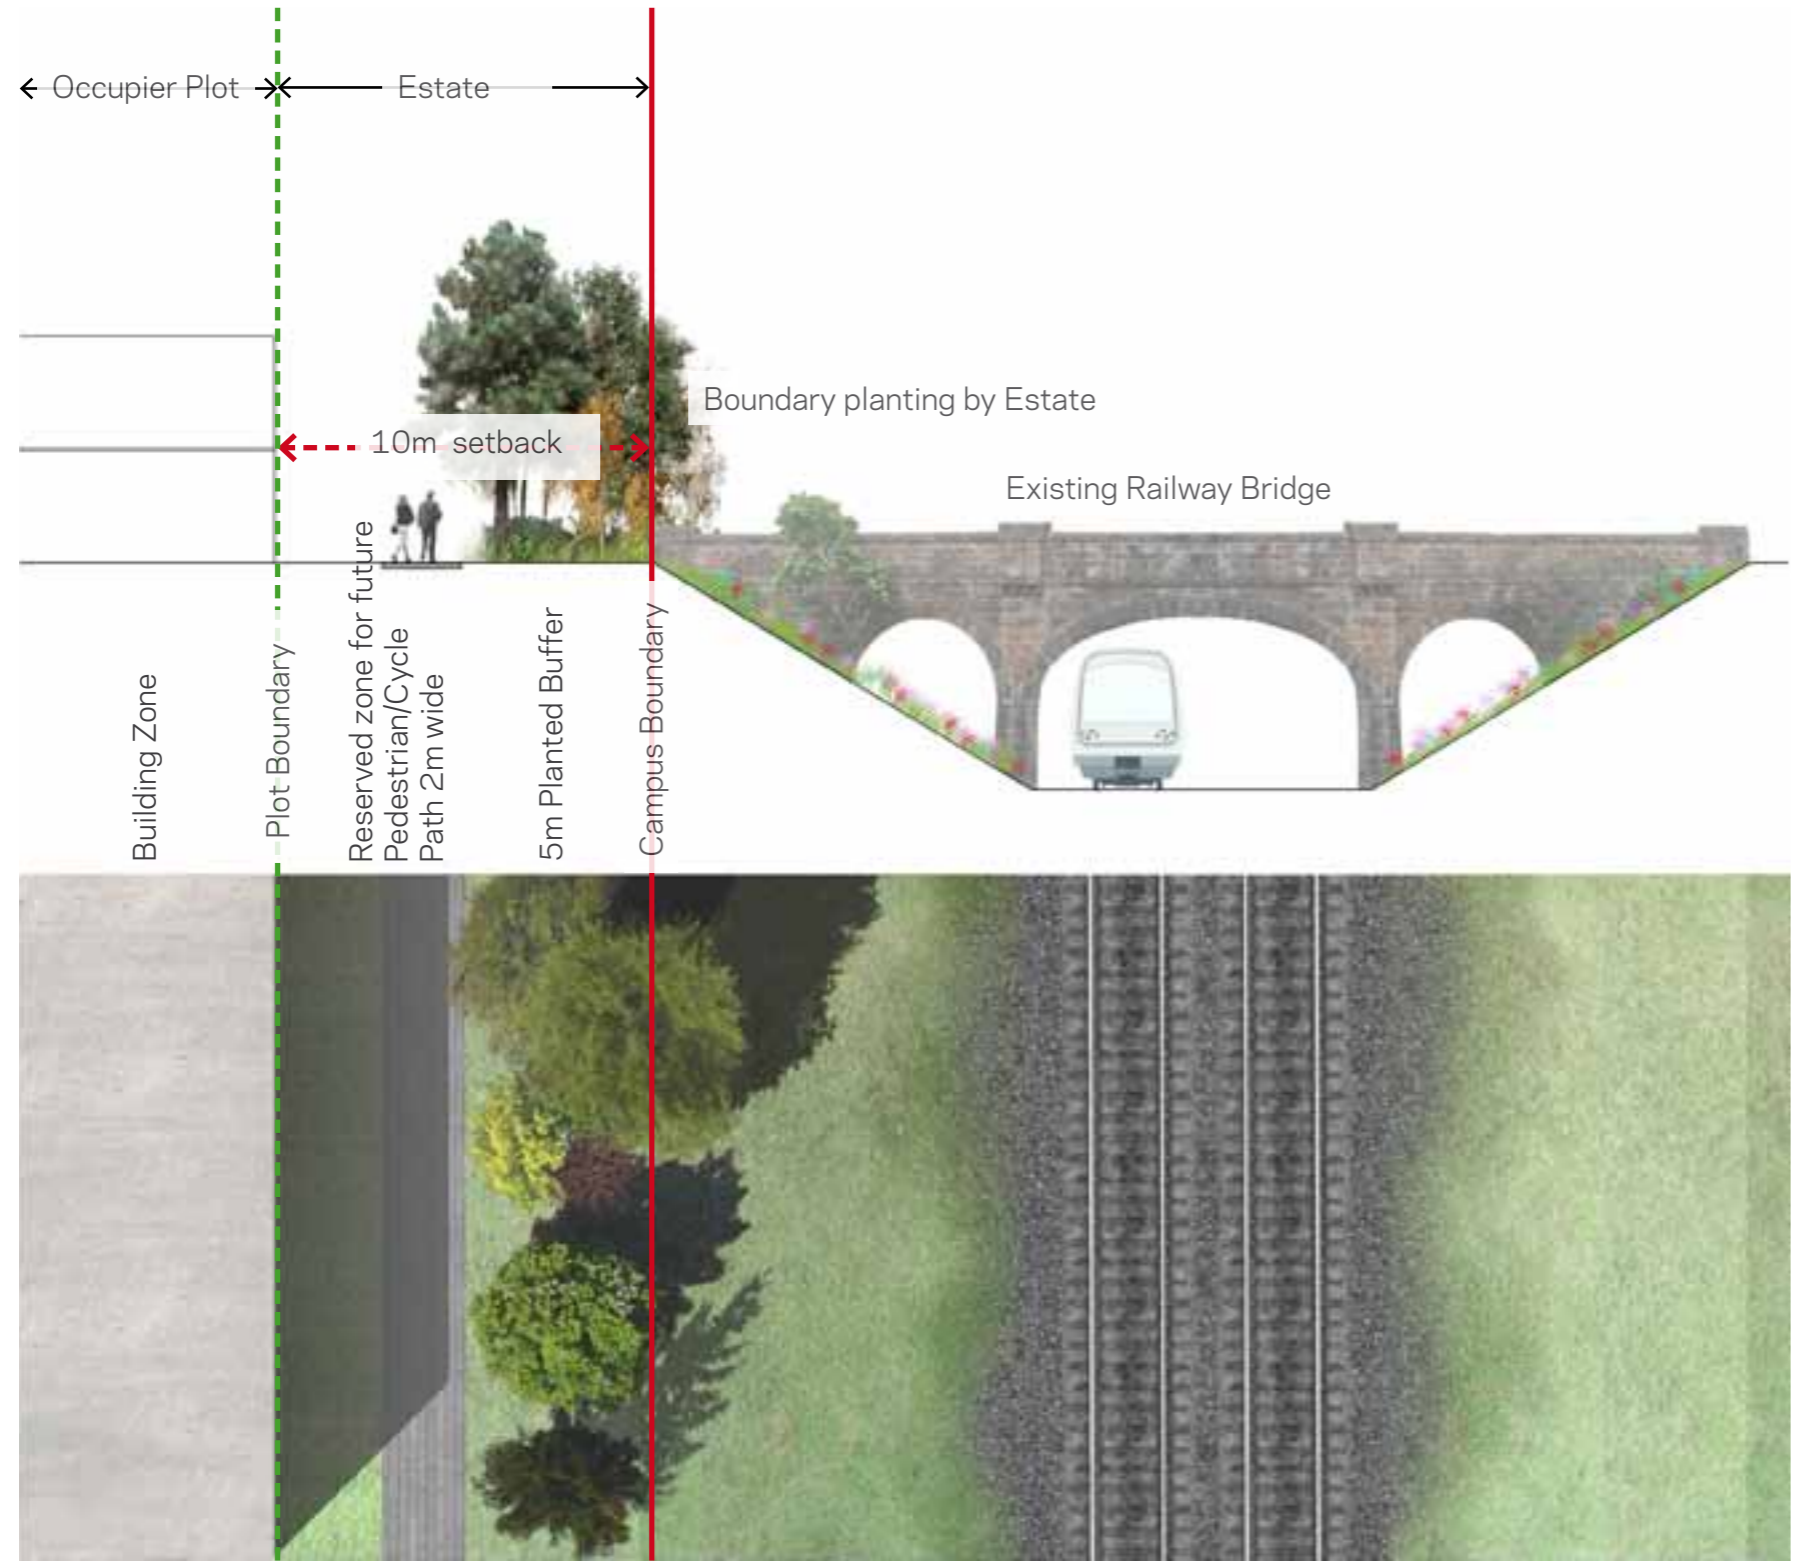 Occupier Plot
Estate
Boundary planting by Estate
10m setback
Existing Railway Bridge
Building Zone
Plot Boundary
Reserved zone for future
Pedestrian/Cycle
Path 2m wide
5m Planted Buffer
Campus Boundary